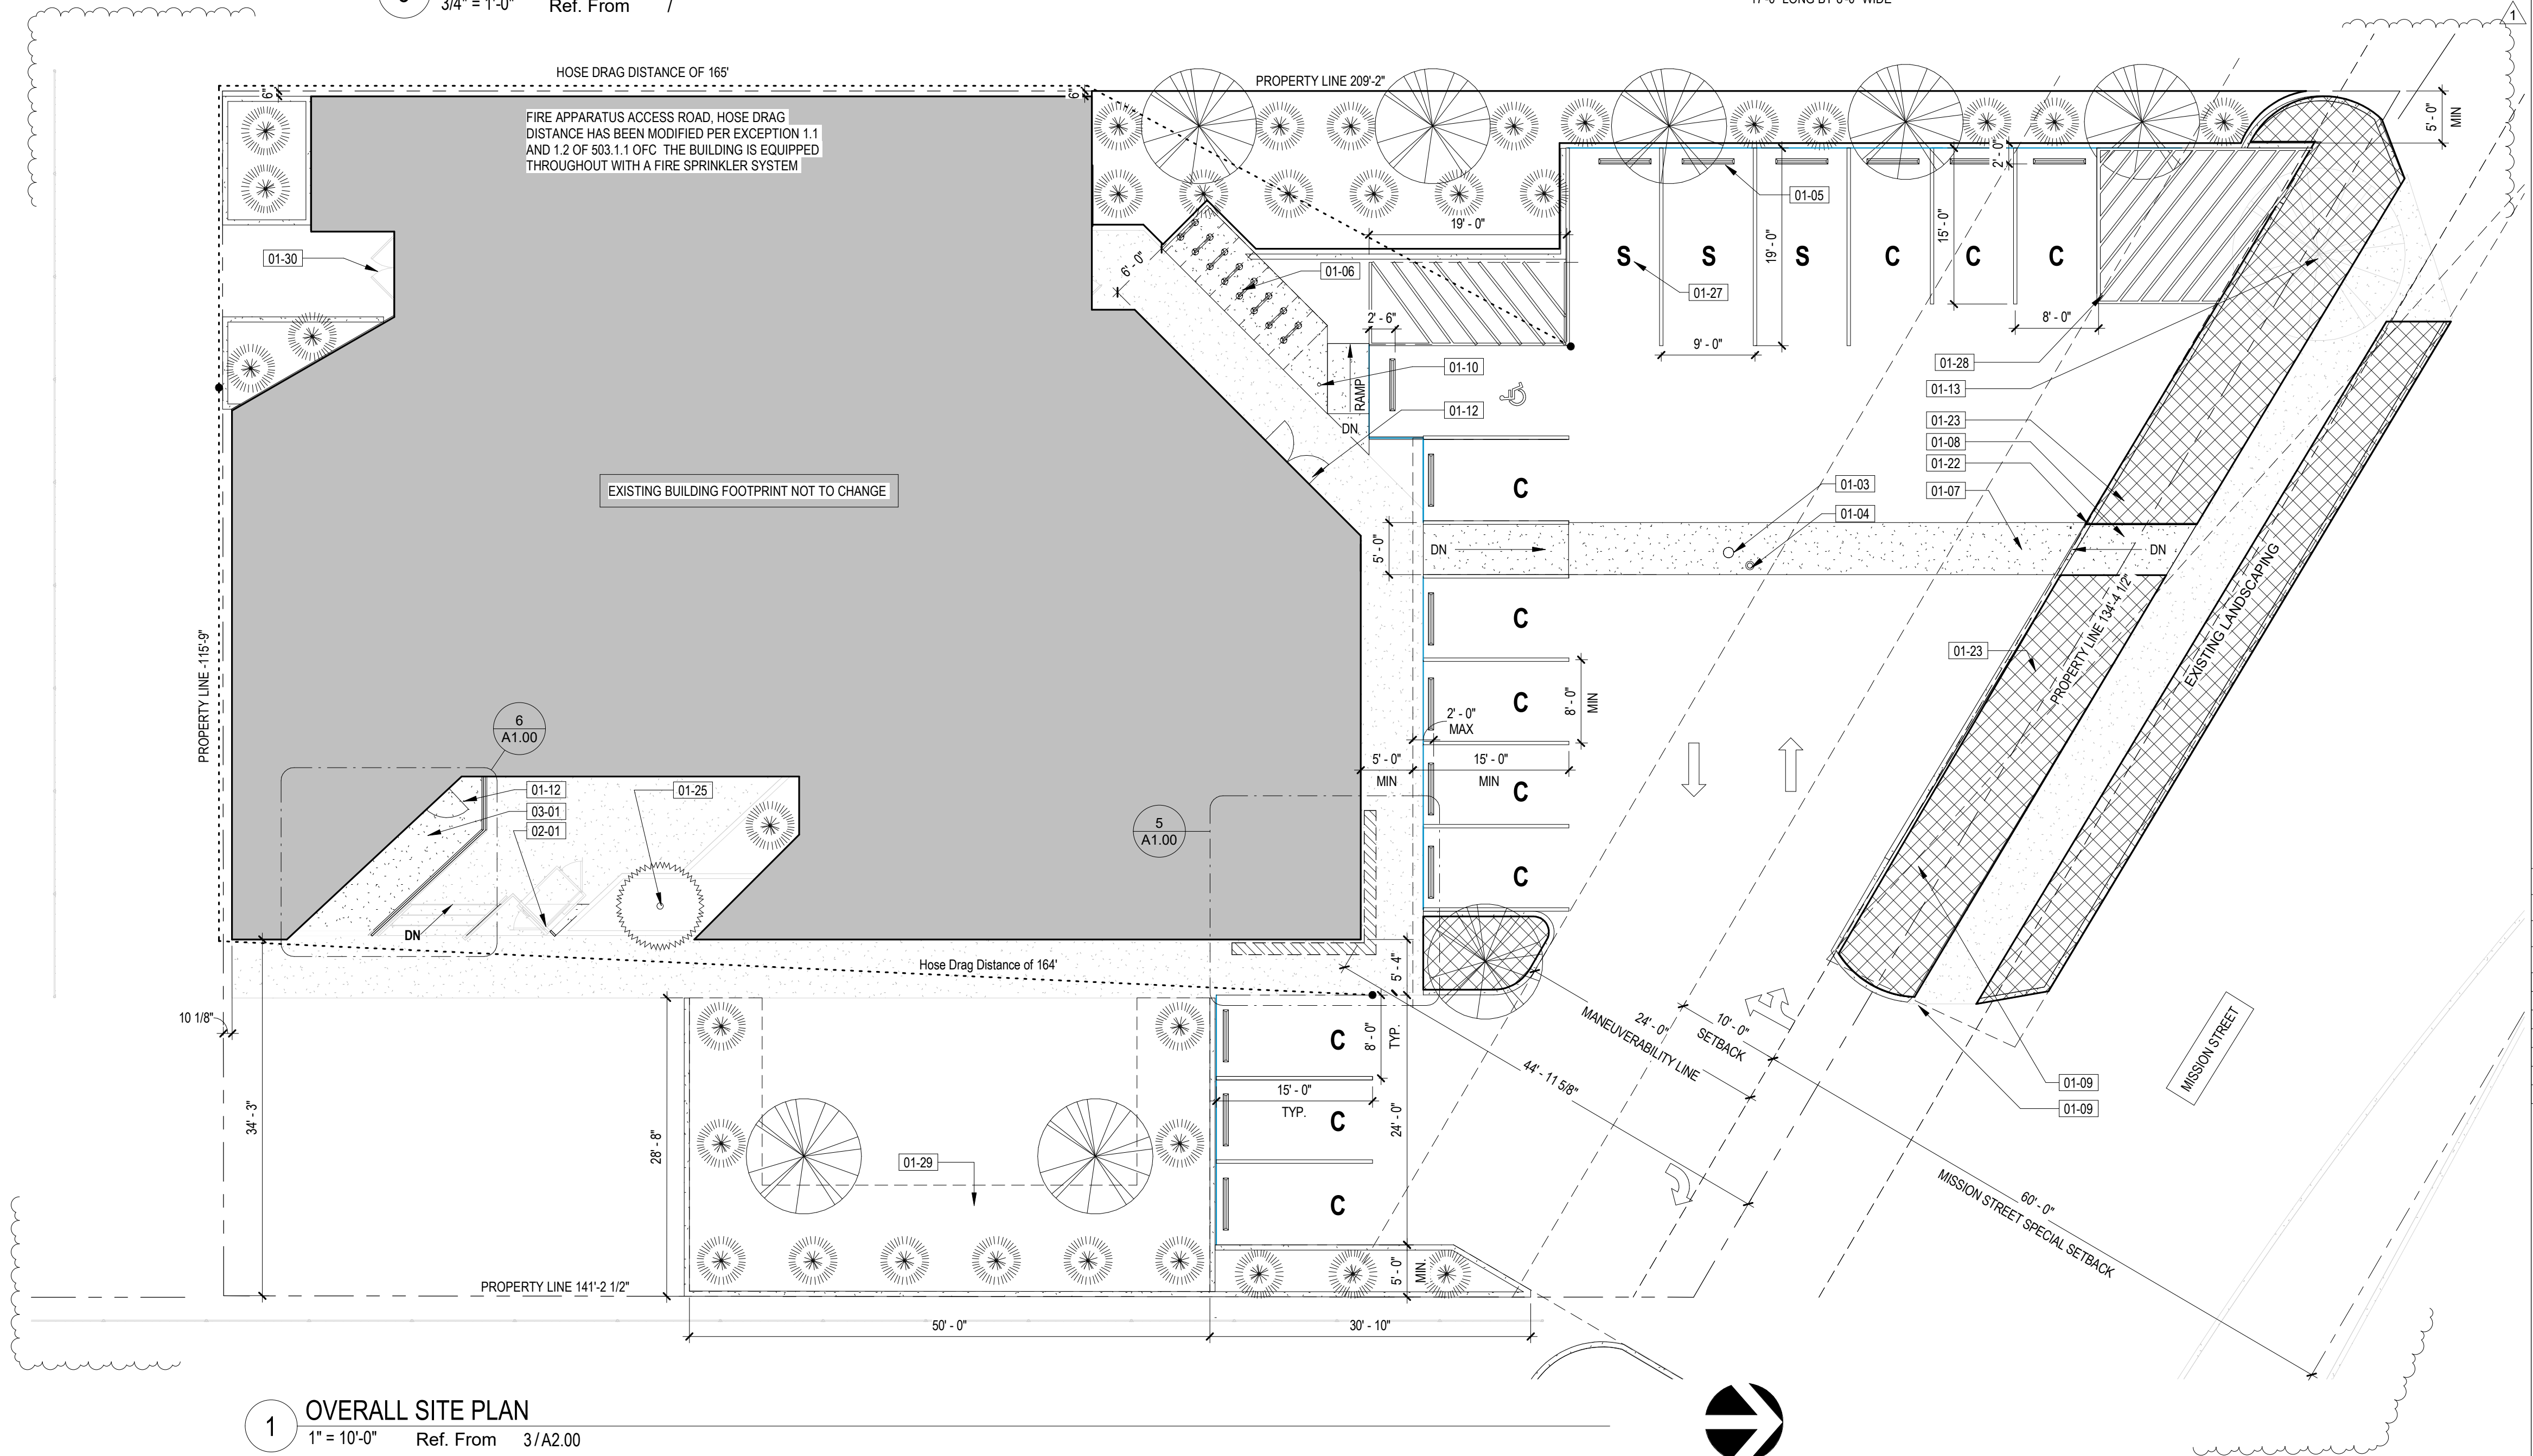 3/4" = 1'-0"
Ref. From
/
1
HOSE DRAG DISTANCE OF 165'
PROPERTY LINE 209'-2"
6"
6"
FIRE APPARATUS ACCESS ROAD, HOSE DRAG
DISTANCE HAS BEEN MODIFIED PER EXCEPTION 1.1
AND 1.2 OF 503.1.1 OFC THE BUILDING IS EQUIPPED
THROUGHOUT WITH A FIRE SPRINKLER SYSTEM
5' - 0"
MIN
2' - 0"
01-05
19' - 0"
19' - 0"
15' - 0"
S
S
S
C
C
C
01-30
6' - 0"
01-06
01-27
2' - 6"
8' - 0"
9' - 0"
01-28
01-10
01-13
RAMP
01-12
DN
01-23
01-08
01-22
01-07
EXISTING BUILDING FOOTPRINT NOT TO CHANGE
C
01-03
01-04
5' - 0"
DN
DN
C
PROPERTY LINE 134'-4 1/2"
EXISTING LANDSCAPING
01-23
PROPERTY LINE -115'-9"
8' - 0"
MIN
C
2' - 0"
MAX
6
A1.00
5' - 0"
MIN
15' - 0"
MIN
C
01-12
03-01
02-01
01-25
5
A1.00
C
DN
Hose Drag Distance of 164'
5' - 4"
10 1/8"
24' - 0"
MANEUVERABILITY LINE
10' - 0"
SETBACK
MISSION STREET
C
8' - 0"
TYP.
44' - 11 5/8"
01-09
01-09
15' - 0"
TYP.
C
24' - 0"
34' - 3"
28' - 8"
01-29
C
60' - 0"
MISSION STREET SPECIAL SETBACK
5' - 0"
MIN.
PROPERTY LINE 141'-2 1/2"
50' - 0"
30' - 10"
1
OVERALL SITE PLAN
1" = 10'-0"
Ref. From
3 / A2.00